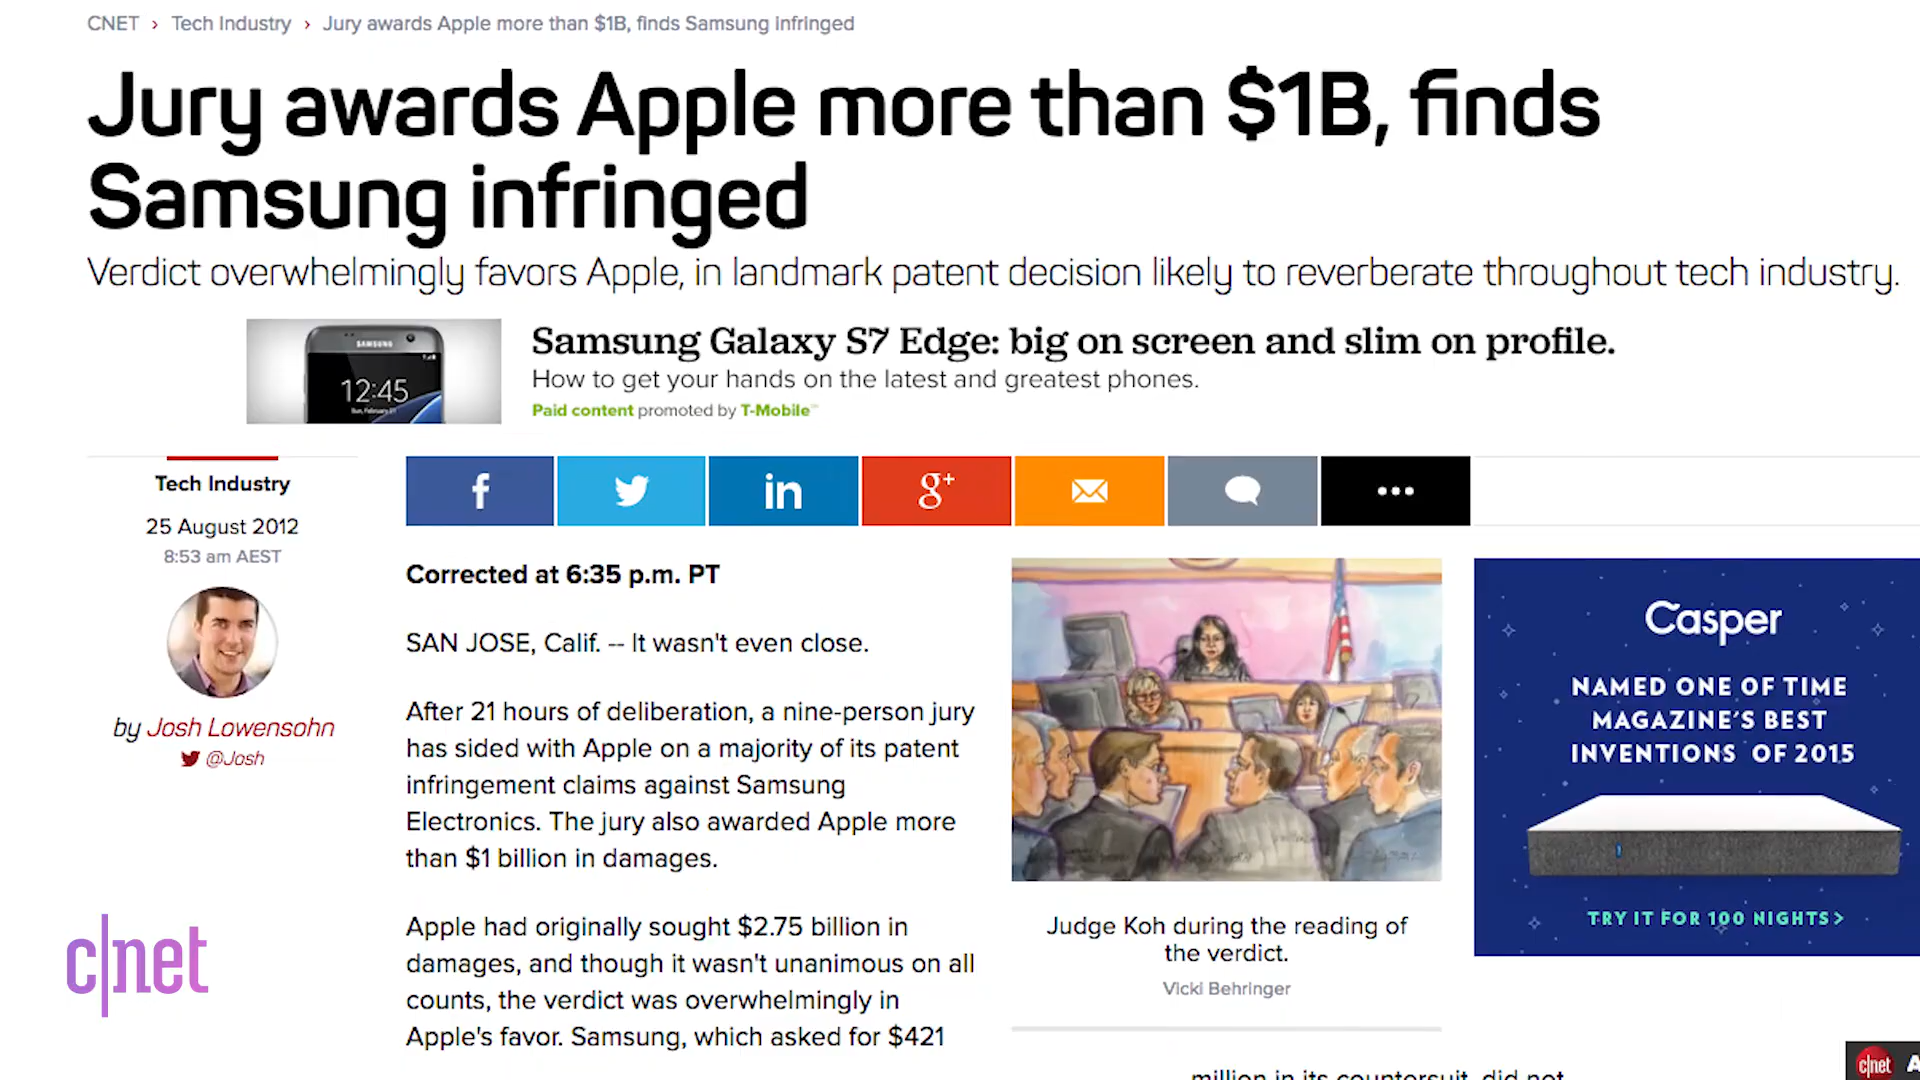 CNET > Tech Industry > Jury awards Apple more than $1B, finds Samsung infringed
Jury awards Apple more than $1B, finds
Samsung infringed
Verdict overwhelmingly favors Apple, in landmark patent decision likely to reverberate throughout tech industry.
SAMSUNG
12:45
Samsung Galaxy S7 Edge: big on screen and slim on profile.
How to get your hands on the latest and greatest phones.
Paid content promoted by T-Mobile
Tech Industry
25 August 2012
8:53 am AEST
by Josh Lowensohn
@Josh
f
in
g+
Corrected at 6:35 p.m. PT
SAN JOSE, Calif. -- It wasn't even close.
After 21 hours of deliberation, a nine-person jury
has sided with Apple on a majority of its patent
infringement claims against Samsung
Electronics. The jury also awarded Apple more
than $1 billion in damages.
Apple had originally sought $2.75 billion in
damages, and though it wasn't unanimous on all
counts, the verdict was overwhelmingly in
Apple's favor. Samsung, which asked for $421
million in its countersuit, did not
Judge Koh during the reading of
the verdict.
Vicki Behringer
Casper
NAMED ONE OF TIME
MAGAZINE'S BEST
INVENTIONS OF 2015
TRY IT FOR 100 NIGHTS >
c|net
c|net